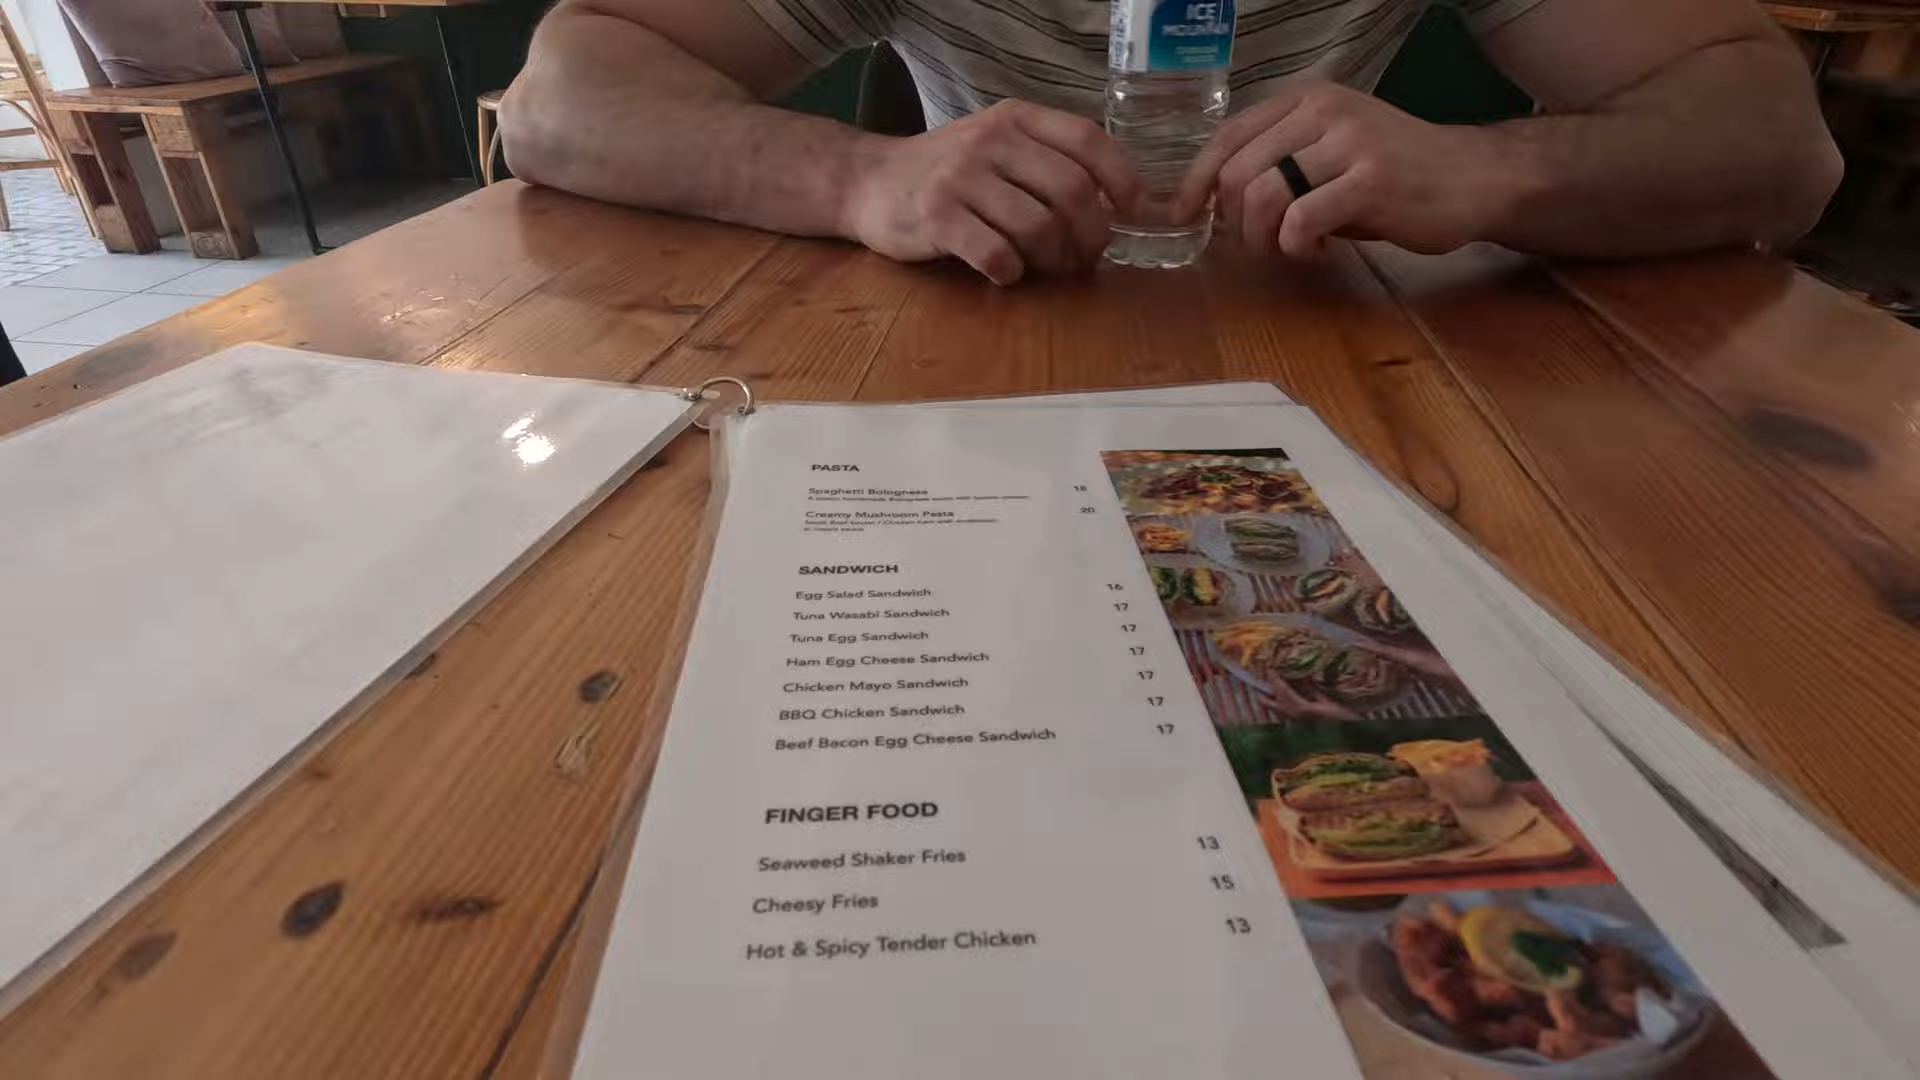 ICE
MOUNTAIN
PASTA
Spaghetti Bolognese 18
Creamy Mushroom Pasta 20
SANDWICH
Egg Salad Sandwich 16
Tuna Wasabi Sandwich 17
Tuna Egg Sandwich 17
Ham Egg Cheese Sandwich 17
Chicken Mayo Sandwich 17
BBQ Chicken Sandwich 17
Beef Bacon Egg Cheese Sandwich 17
FINGER FOOD
Seaweed Shaker Fries 13
Cheesy Fries 15
Hot & Spicy Tender Chicken 13